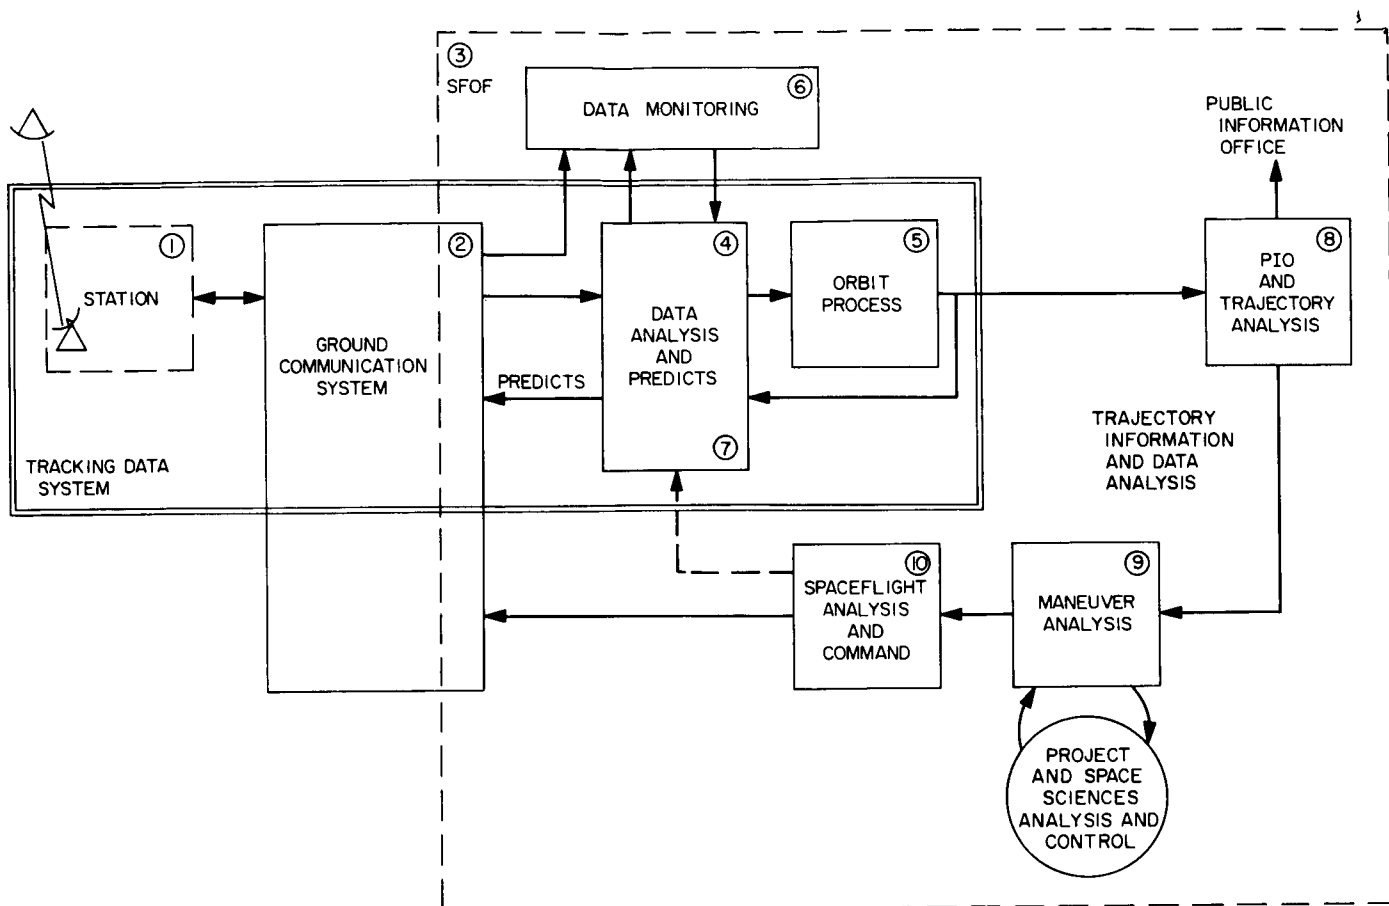 ③
SFOF
⑥
DATA MONITORING
PUBLIC
INFORMATION
OFFICE
①
STATION
②
GROUND
COMMUNICATION
SYSTEM
④
DATA
ANALYSIS
AND
PREDICTS
⑦
⑤
ORBIT
PROCESS
⑧
PIO
AND
TRAJECTORY
ANALYSIS
PREDICTS
TRACKING DATA
SYSTEM
TRAJECTORY
INFORMATION
AND DATA
ANALYSIS
⑩
SPACEFLIGHT
ANALYSIS
AND
COMMAND
⑨
MANEUVER
ANALYSIS
PROJECT
AND SPACE
SCIENCES
ANALYSIS AND
CONTROL